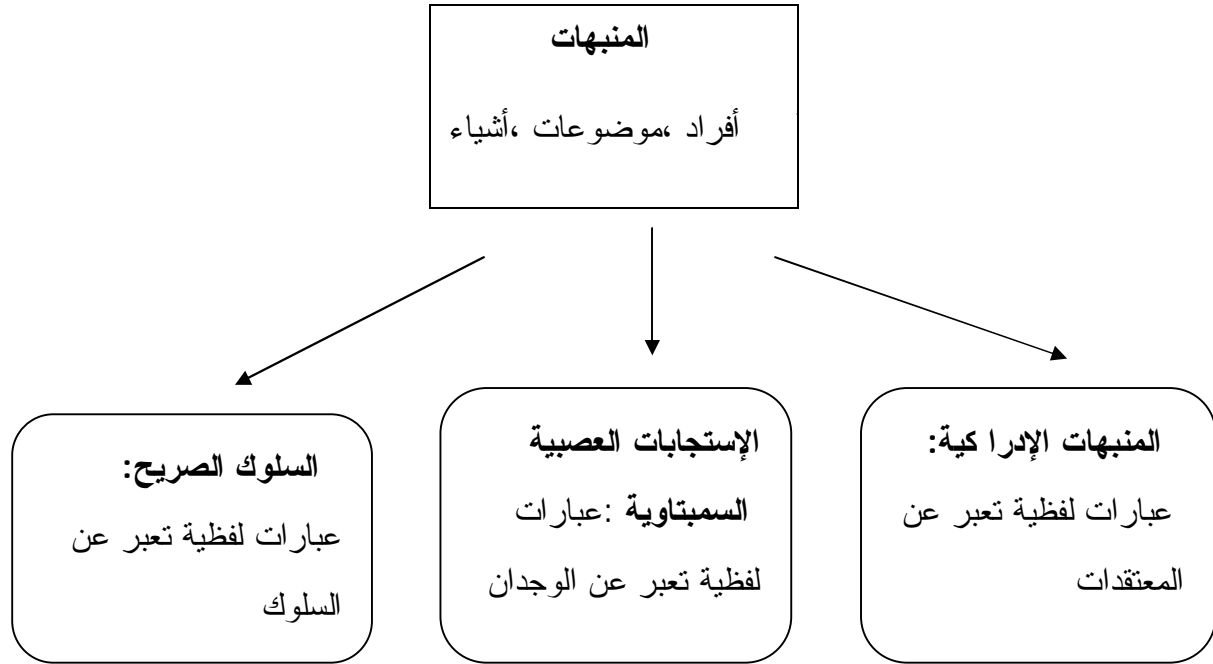 المنبهات
أفراد ،موضوعات ،أشياء
المنبهات الإدرا كية:
عبارات لفظية تعبر عن
المعتقدات
الإستجابات العصبية
السمبتاوية :عبارات
لفظية تعبر عن الوجدان
السلوك الصريح:
عبارات لفظية تعبر عن
السلوك